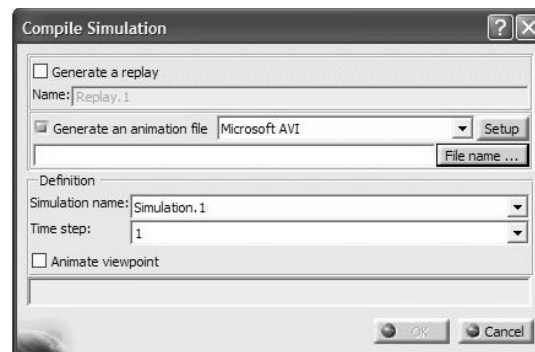 Compile Simulation
Generate a replay
Name: Replay.1
Generate an animation file Microsoft AVI Setup
File name ...
Definition
Simulation name: Simulation.1
Time step: 1
Animate viewpoint
OK Cancel